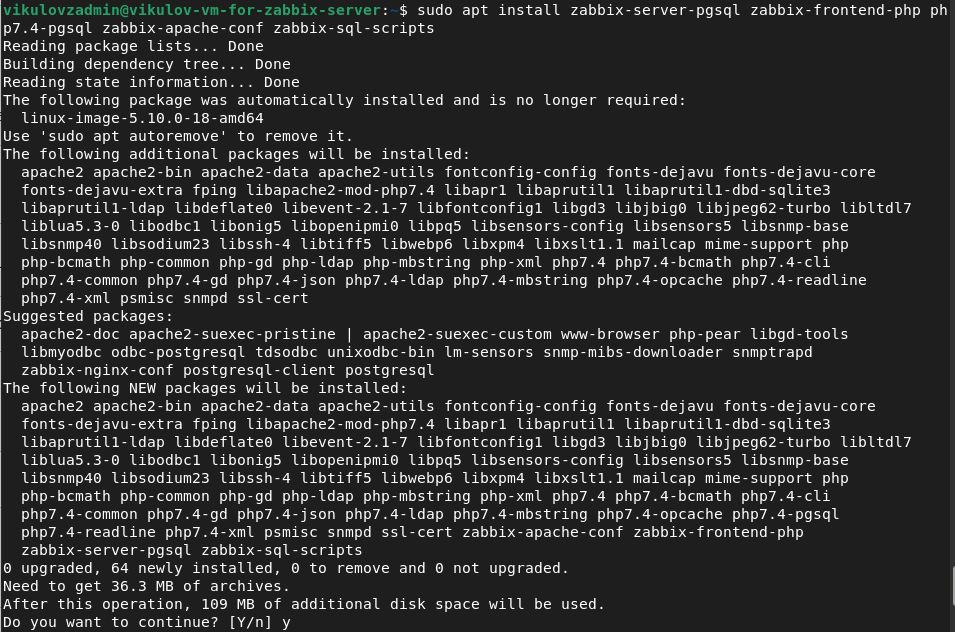 vikulovzadmin@vikulov-vm-for-zabbix-server:~$ sudo apt install zabbix-server-pgsql zabbix-frontend-php ph
p7.4-pgsql zabbix-apache-conf zabbix-sql-scripts
Reading package lists... Done
Building dependency tree... Done
Reading state information... Done
The following package was automatically installed and is no longer required:
  linux-image-5.10.0-18-amd64
Use 'sudo apt autoremove' to remove it.
The following additional packages will be installed:
  apache2 apache2-bin apache2-data apache2-utils fontconfig-config fonts-dejavu fonts-dejavu-core
  fonts-dejavu-extra fping libapache2-mod-php7.4 libapr1 libaprutil1 libaprutil1-dbd-sqlite3
  libaprutil1-ldap libdeflate0 libevent-2.1-7 libfontconfig1 libgd3 libjbig0 libjpeg62-turbo libltdl7
  liblua5.3-0 libodbc1 libonig5 libopenipmi0 libpq5 libsensors-config libsensors5 libsnmp-base
  libsnmp40 libsodium23 libssh-4 libtiff5 libwebp6 libxpm4 libxslt1.1 mailcap mime-support php
  php-bcmath php-common php-gd php-ldap php-mbstring php-xml php7.4 php7.4-bcmath php7.4-cli
  php7.4-common php7.4-gd php7.4-json php7.4-ldap php7.4-mbstring php7.4-opcache php7.4-readline
  php7.4-xml psmisc snmpd ssl-cert
Suggested packages:
  apache2-doc apache2-suexec-pristine | apache2-suexec-custom www-browser php-pear libgd-tools
  libmyodbc odbc-postgresql tdsodbc unixodbc-bin lm-sensors snmp-mibs-downloader snmptrapd
  zabbix-nginx-conf postgresql-client postgresql
The following NEW packages will be installed:
  apache2 apache2-bin apache2-data apache2-utils fontconfig-config fonts-dejavu fonts-dejavu-core
  fonts-dejavu-extra fping libapache2-mod-php7.4 libapr1 libaprutil1 libaprutil1-dbd-sqlite3
  libaprutil1-ldap libdeflate0 libevent-2.1-7 libfontconfig1 libgd3 libjbig0 libjpeg62-turbo libltdl7
  liblua5.3-0 libodbc1 libonig5 libopenipmi0 libpq5 libsensors-config libsensors5 libsnmp-base
  libsnmp40 libsodium23 libssh-4 libtiff5 libwebp6 libxpm4 libxslt1.1 mailcap mime-support php
  php-bcmath php-common php-gd php-ldap php-mbstring php-xml php7.4 php7.4-bcmath php7.4-cli
  php7.4-common php7.4-gd php7.4-json php7.4-ldap php7.4-mbstring php7.4-opcache php7.4-pgsql
  php7.4-readline php7.4-xml psmisc snmpd ssl-cert zabbix-apache-conf zabbix-frontend-php
  zabbix-server-pgsql zabbix-sql-scripts
0 upgraded, 64 newly installed, 0 to remove and 0 not upgraded.
Need to get 36.3 MB of archives.
After this operation, 109 MB of additional disk space will be used.
Do you want to continue? [Y/n] y